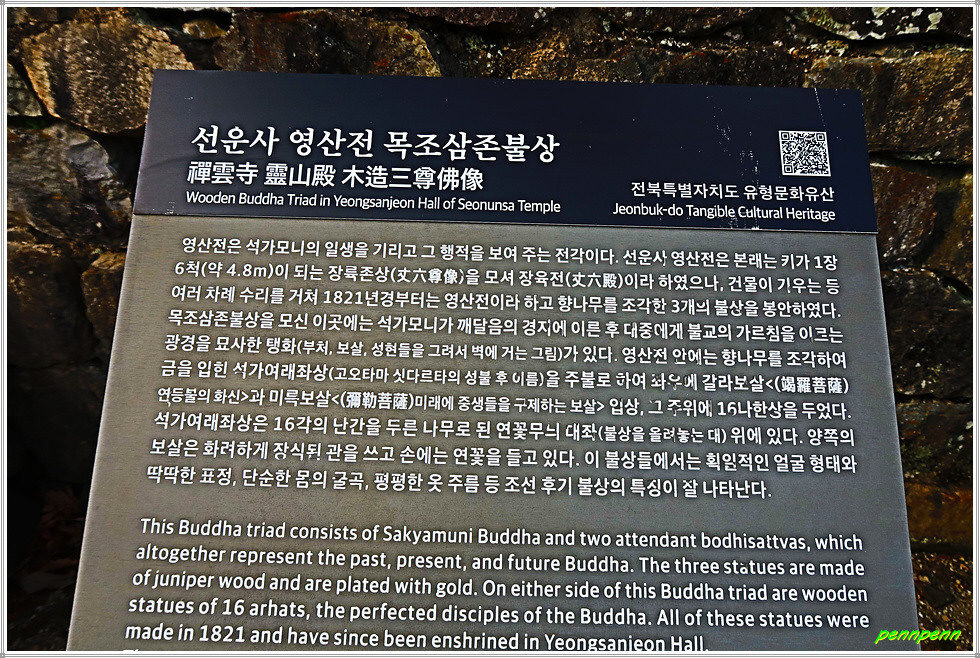 선운사 영산전 목조삼존불상
禪雲寺 靈山殿 木造三尊佛像
Wooden Buddha Triad in Yeongsanjeon Hall of Seonunsa Temple
전북특별자치도 유형문화유산
Jeonbuk-do Tangible Cultural Heritage
영산전은 석가모니의 일생을 기리고 그 행적을 보여 주는 전각이다. 선운사 영산전은 본래는 키가 1장
6척(약 4.8m)이 되는 장륙존상(丈六尊像)을 모셔 장육전(丈六殿)이라 하였으나, 건물이 기우는 등
여러 차례 수리를 거쳐 1821년경부터는 영산전이라 하고 향나무를 조각한 3개의 불상을 봉안하였다.
목조삼존불상을 모신 이곳에는 석가모니가 깨달음의 경지에 이른 후 대중에게 불교의 가르침을 이르는
광경을 묘사한 탱화(부처, 보살, 성현들을 그려서 벽에 거는 그림)가 있다. 영산전 안에는 향나무를 조각하여
금을 입힌 석가여래좌상(고오타마 싯다르타의 성불 후 이름)을 주불로 하여 좌우에 갈라보살<(竭羅菩薩)
연등불의 화신>과 미륵보살<(彌勒菩薩)미래에 중생들을 구제하는 보살> 입상, 그 주위에 16나한상을 두었다.
석가여래좌상은 16각의 난간을 두른 나무로 된 연꽃무늬 대좌(불상을 올려놓는 대) 위에 있다. 양쪽의
보살은 화려하게 장식된 관을 쓰고 손에는 연꽃을 들고 있다. 이 불상들에서는 획일적인 얼굴 형태와
딱딱한 표정, 단순한 몸의 굴곡, 평평한 옷 주름 등 조선 후기 불상의 특징이 잘 나타난다.
This Buddha triad consists of Sakyamuni Buddha and two attendant bodhisattvas, which
altogether represent the past, present, and future Buddha. The three statues are made
of juniper wood and are plated with gold. On either side of this Buddha triad are wooden
statues of 16 arhats, the perfected disciples of the Buddha. All of these statues were
made in 1821 and have since been enshrined in Yeongsanjeon Hall.
pennpenn